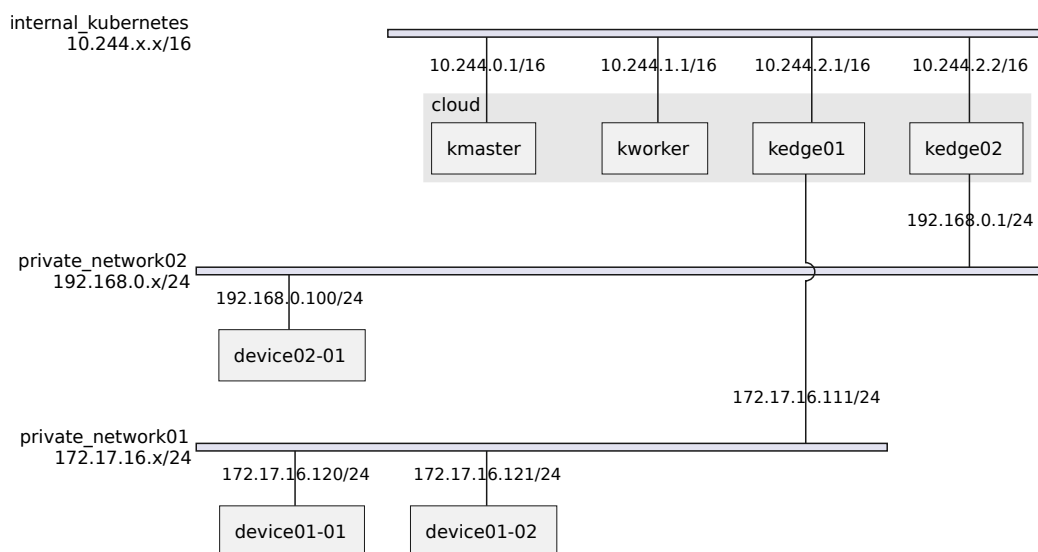 internal_kubernetes
10.244.x.x/16
10.244.0.1/16
10.244.1.1/16
10.244.2.1/16
10.244.2.2/16
cloud
kmaster
kworker
kedge01
kedge02
192.168.0.1/24
private_network02
192.168.0.x/24
192.168.0.100/24
device02-01
172.17.16.111/24
private_network01
172.17.16.x/24
172.17.16.120/24
172.17.16.121/24
device01-01
device01-02